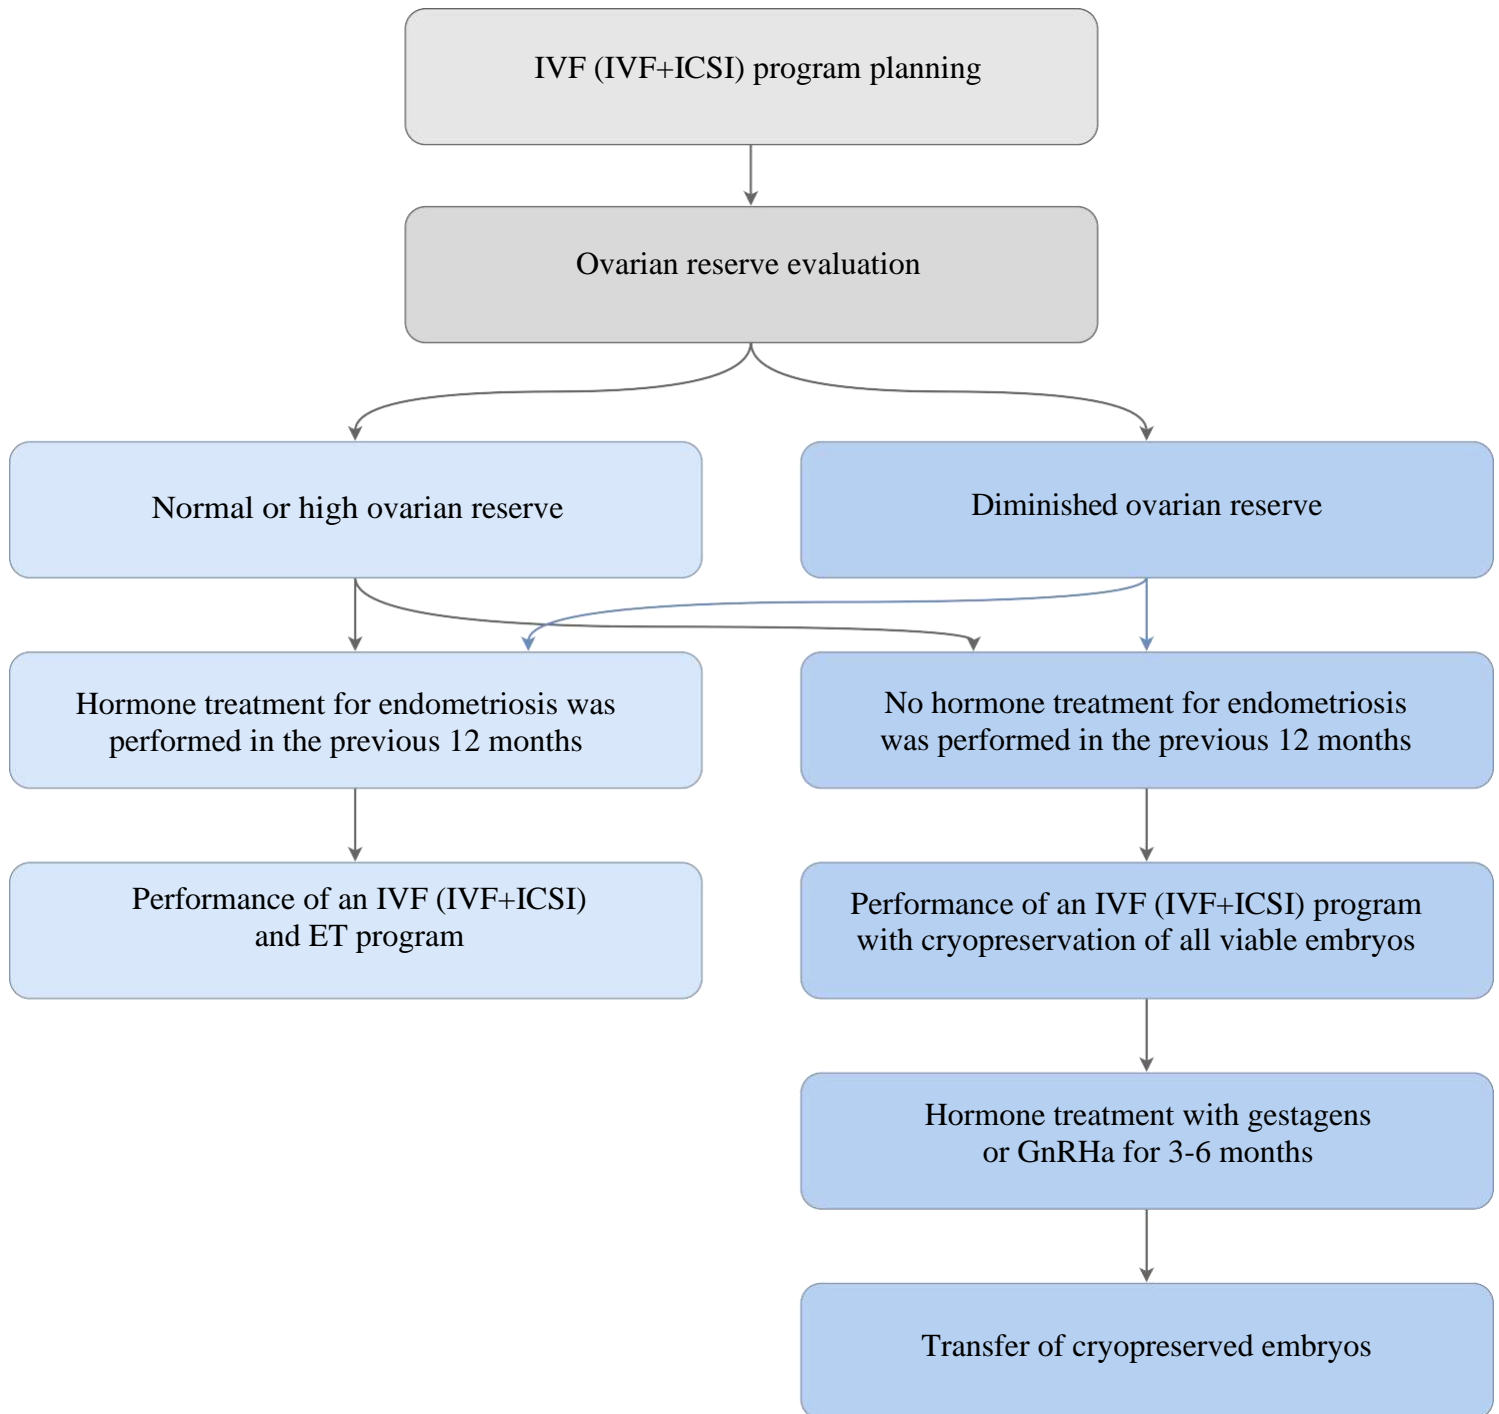 IVF (IVF+ICSI) program planning
Ovarian reserve evaluation
Normal or high ovarian reserve
Diminished ovarian reserve
Hormone treatment for endometriosis was
performed in the previous 12 months
No hormone treatment for endometriosis
was performed in the previous 12 months
Performance of an IVF (IVF+ICSI)
and ET program
Performance of an IVF (IVF+ICSI) program
with cryopreservation of all viable embryos
Hormone treatment with gestagens
or GnRHa for 3-6 months
Transfer of cryopreserved embryos